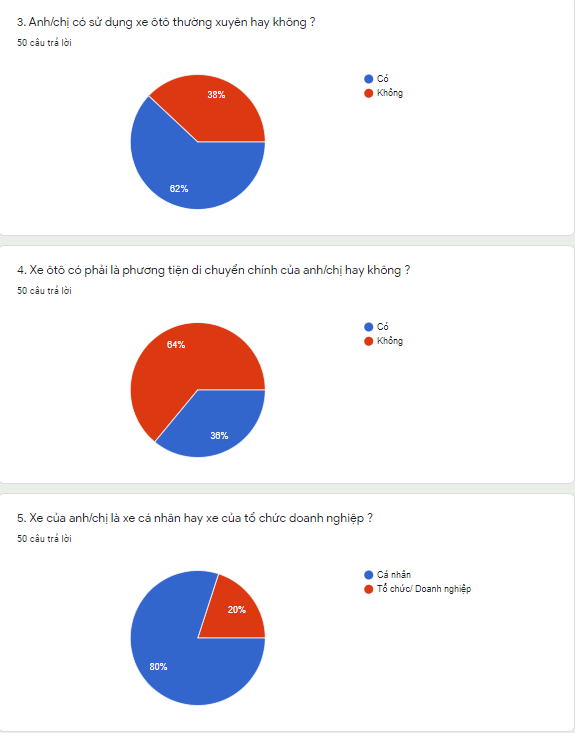 3. Anh/chị có sử dụng xe ôtô thường xuyên hay không ?
50 câu trả lời
38%
62%
Có
Không
4. Xe ôtô có phải là phương tiện di chuyển chính của anh/chị hay không ?
50 câu trả lời
64%
36%
Có
Không
5. Xe của anh/chị là xe cá nhân hay xe của tổ chức doanh nghiệp ?
50 câu trả lời
20%
80%
Cá nhân
Tổ chức/ Doanh nghiệp